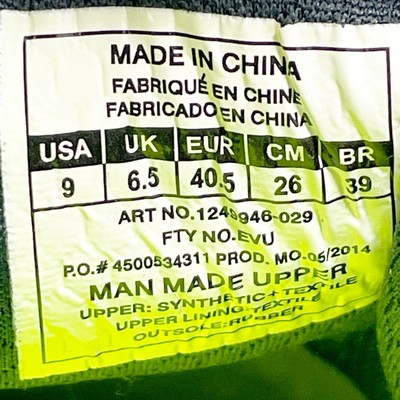 MADE IN CHINA
FABRIQUÉ EN CHINE
FABRICADO EN CHINA
USA UK EUR CM BR
9 6.5 40.5 26 39
ART NO.1249946-029
FTY NO.EVU
P.O.# 4500534311 PROD. MO-05/2014
MAN MADE UPPER
UPPER: SYNTHETIC+TEXTILE
UPPER LINING:TEXTILE
OUTSOLE:RUBBER